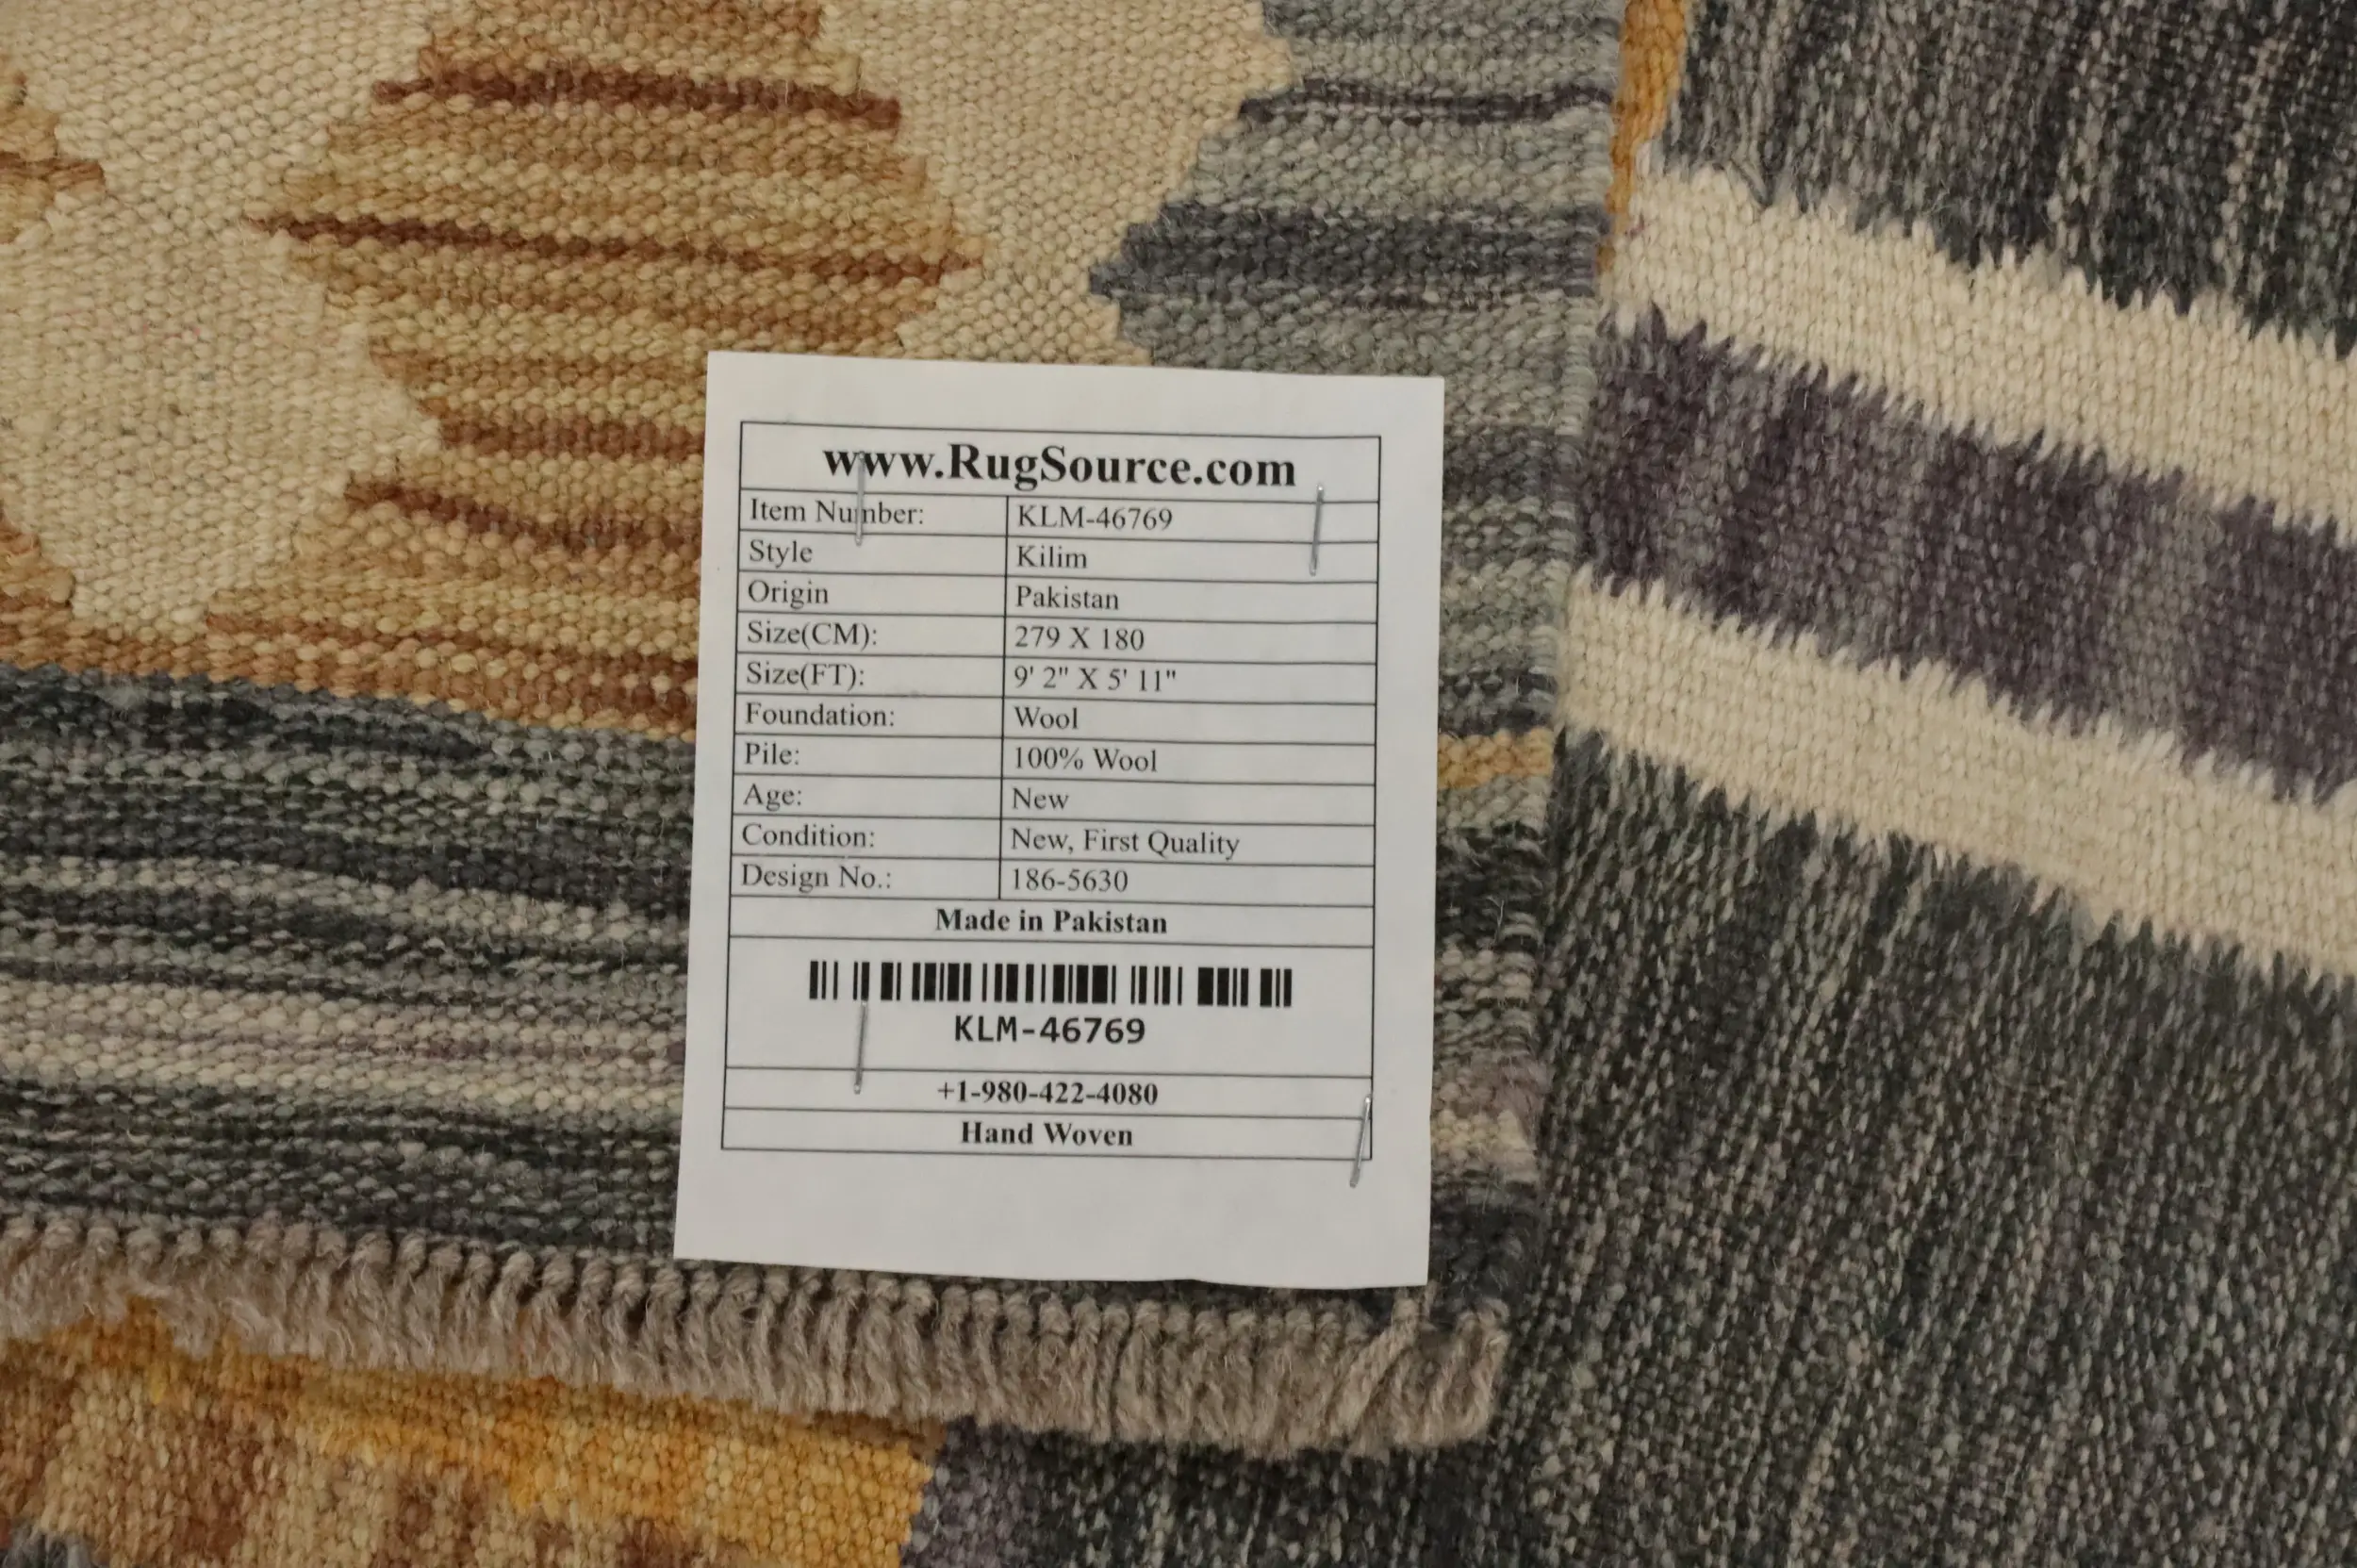 www.RugSource.com
Item Number: KLM-46769
Style Kilim
Origin Pakistan
Size(CM): 279 X 180
Size(FT): 9' 2" X 5' 11"
Foundation: Wool
Pile: 100% Wool
Age: New
Condition: New, First Quality
Design No.: 186-5630
Made in Pakistan
KLM-46769
+1-980-422-4080
Hand Woven